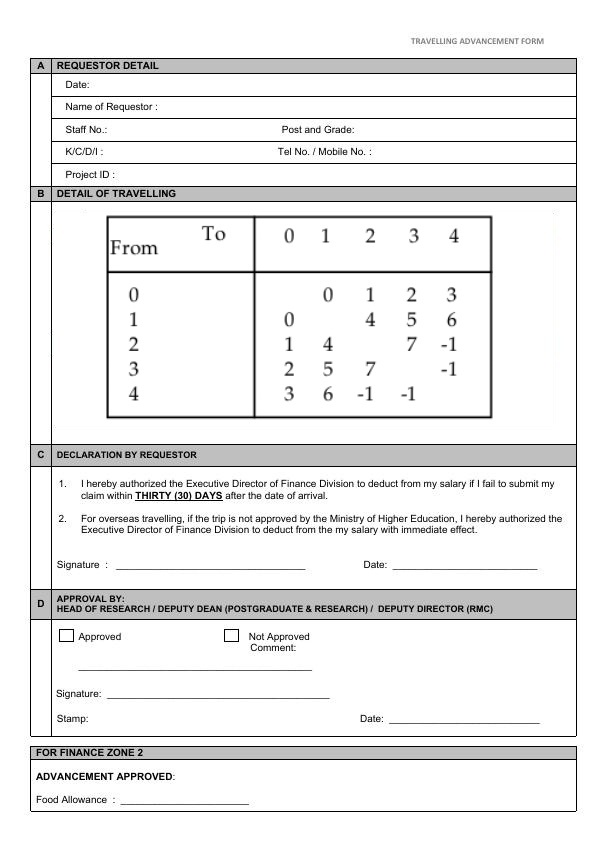 TRAVELLING ADVANCEMENT FORM
A REQUESTOR DETAIL
Date:
Name of Requestor :
Staff No.: Post and Grade:
K/C/D/I : Tel No. / Mobile No. :
Project ID :
B DETAIL OF TRAVELLING
To 0 1 2 3 4
From
0 0 1 2 3
1 0 4 5 6
2 1 4 7 -1
3 2 5 7 -1
4 3 6 -1 -1
C DECLARATION BY REQUESTOR
1. I hereby authorized the Executive Director of Finance Division to deduct from my salary if I fail to submit my
claim within THIRTY (30) DAYS after the date of arrival.
2. For overseas travelling, if the trip is not approved by the Ministry of Higher Education, I hereby authorized the
Executive Director of Finance Division to deduct from the my salary with immediate effect.
Signature : __________________________________ Date: __________________________
D APPROVAL BY:
HEAD OF RESEARCH / DEPUTY DEAN (POSTGRADUATE & RESEARCH) / DEPUTY DIRECTOR (RMC)
Approved Not Approved
Comment:
__________________________________________
Signature: ________________________________________
Stamp: Date: ___________________________
FOR FINANCE ZONE 2
ADVANCEMENT APPROVED:
Food Allowance : _______________________